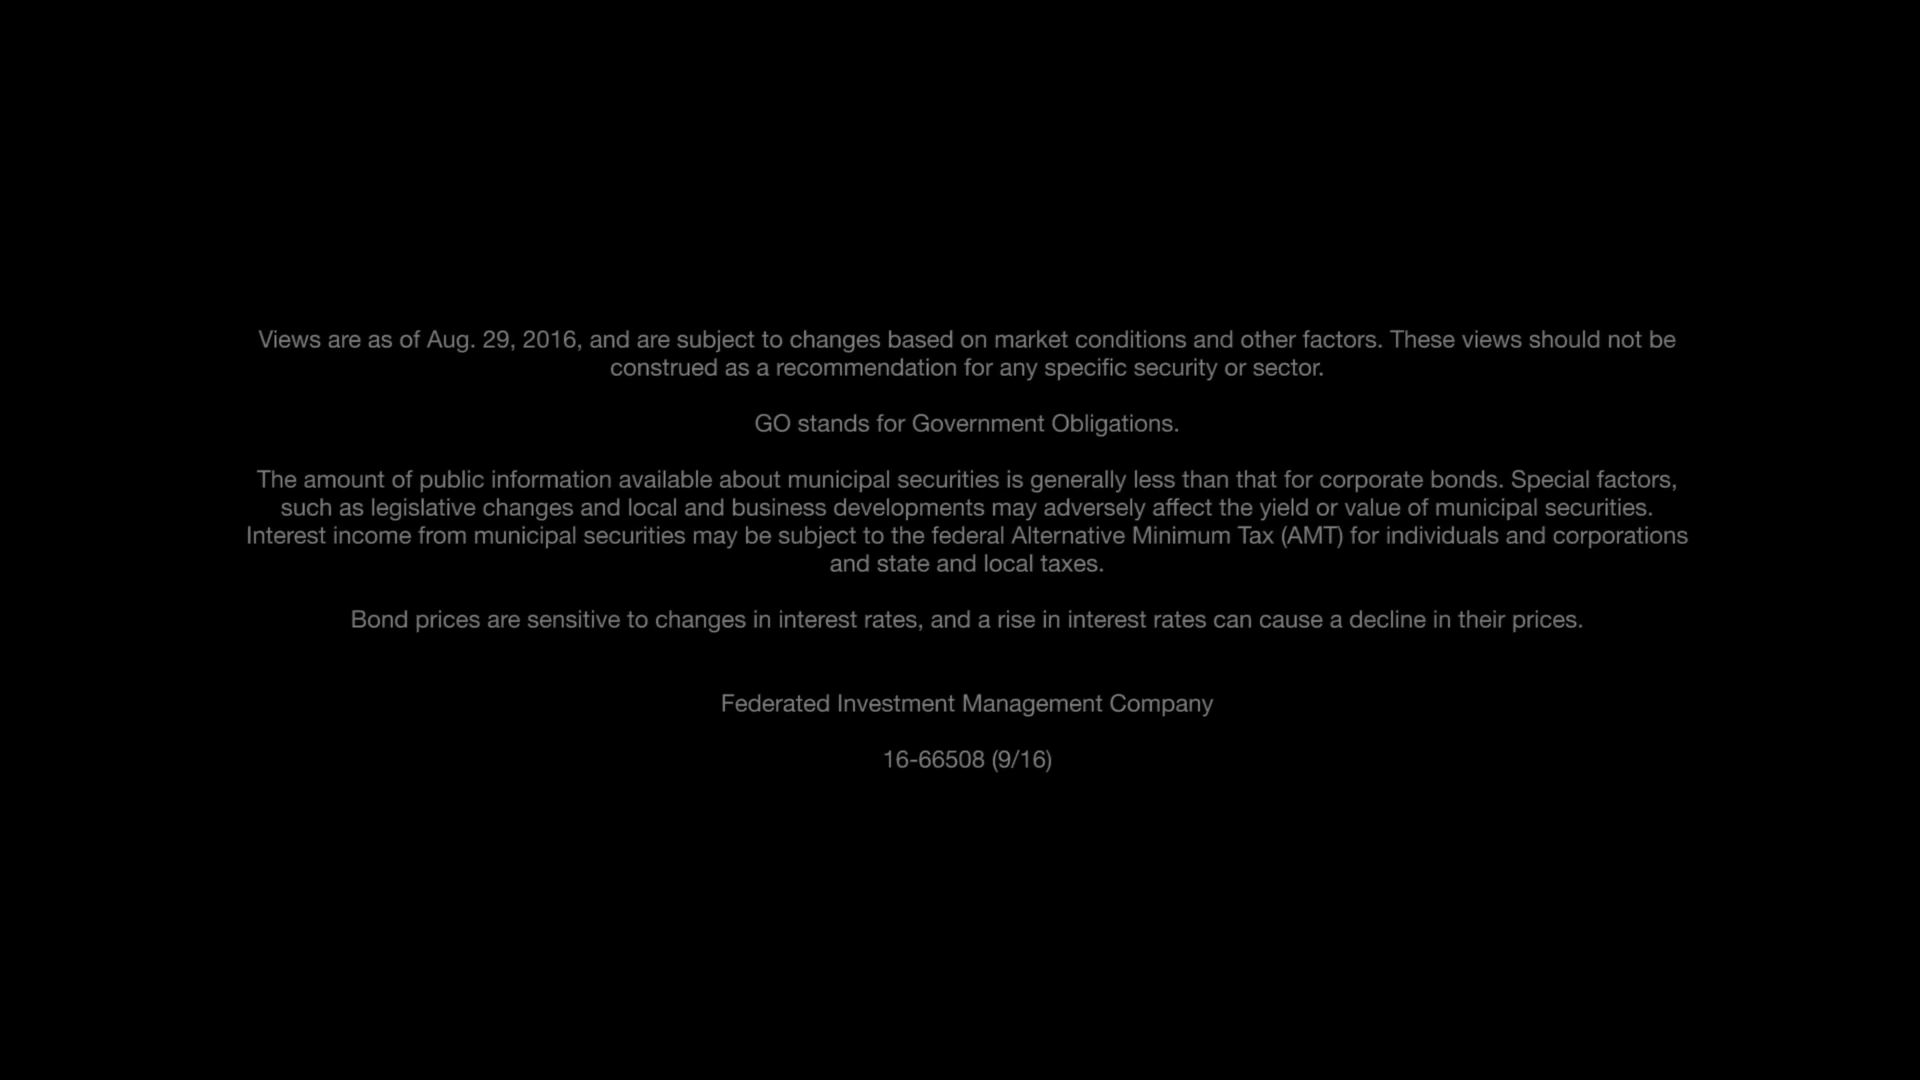 Views are as of Aug. 29, 2016, and are subject to changes based on market conditions and other factors. These views should not be
construed as a recommendation for any specific security or sector.
GO stands for Government Obligations.
The amount of public information available about municipal securities is generally less than that for corporate bonds. Special factors,
such as legislative changes and local and business developments may adversely affect the yield or value of municipal securities.
Interest income from municipal securities may be subject to the federal Alternative Minimum Tax (AMT) for individuals and corporations
and state and local taxes.
Bond prices are sensitive to changes in interest rates, and a rise in interest rates can cause a decline in their prices.
Federated Investment Management Company
16-66508 (9/16)